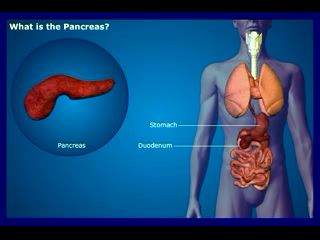 What is the Pancreas?
Stomach
Pancreas
Duodenum